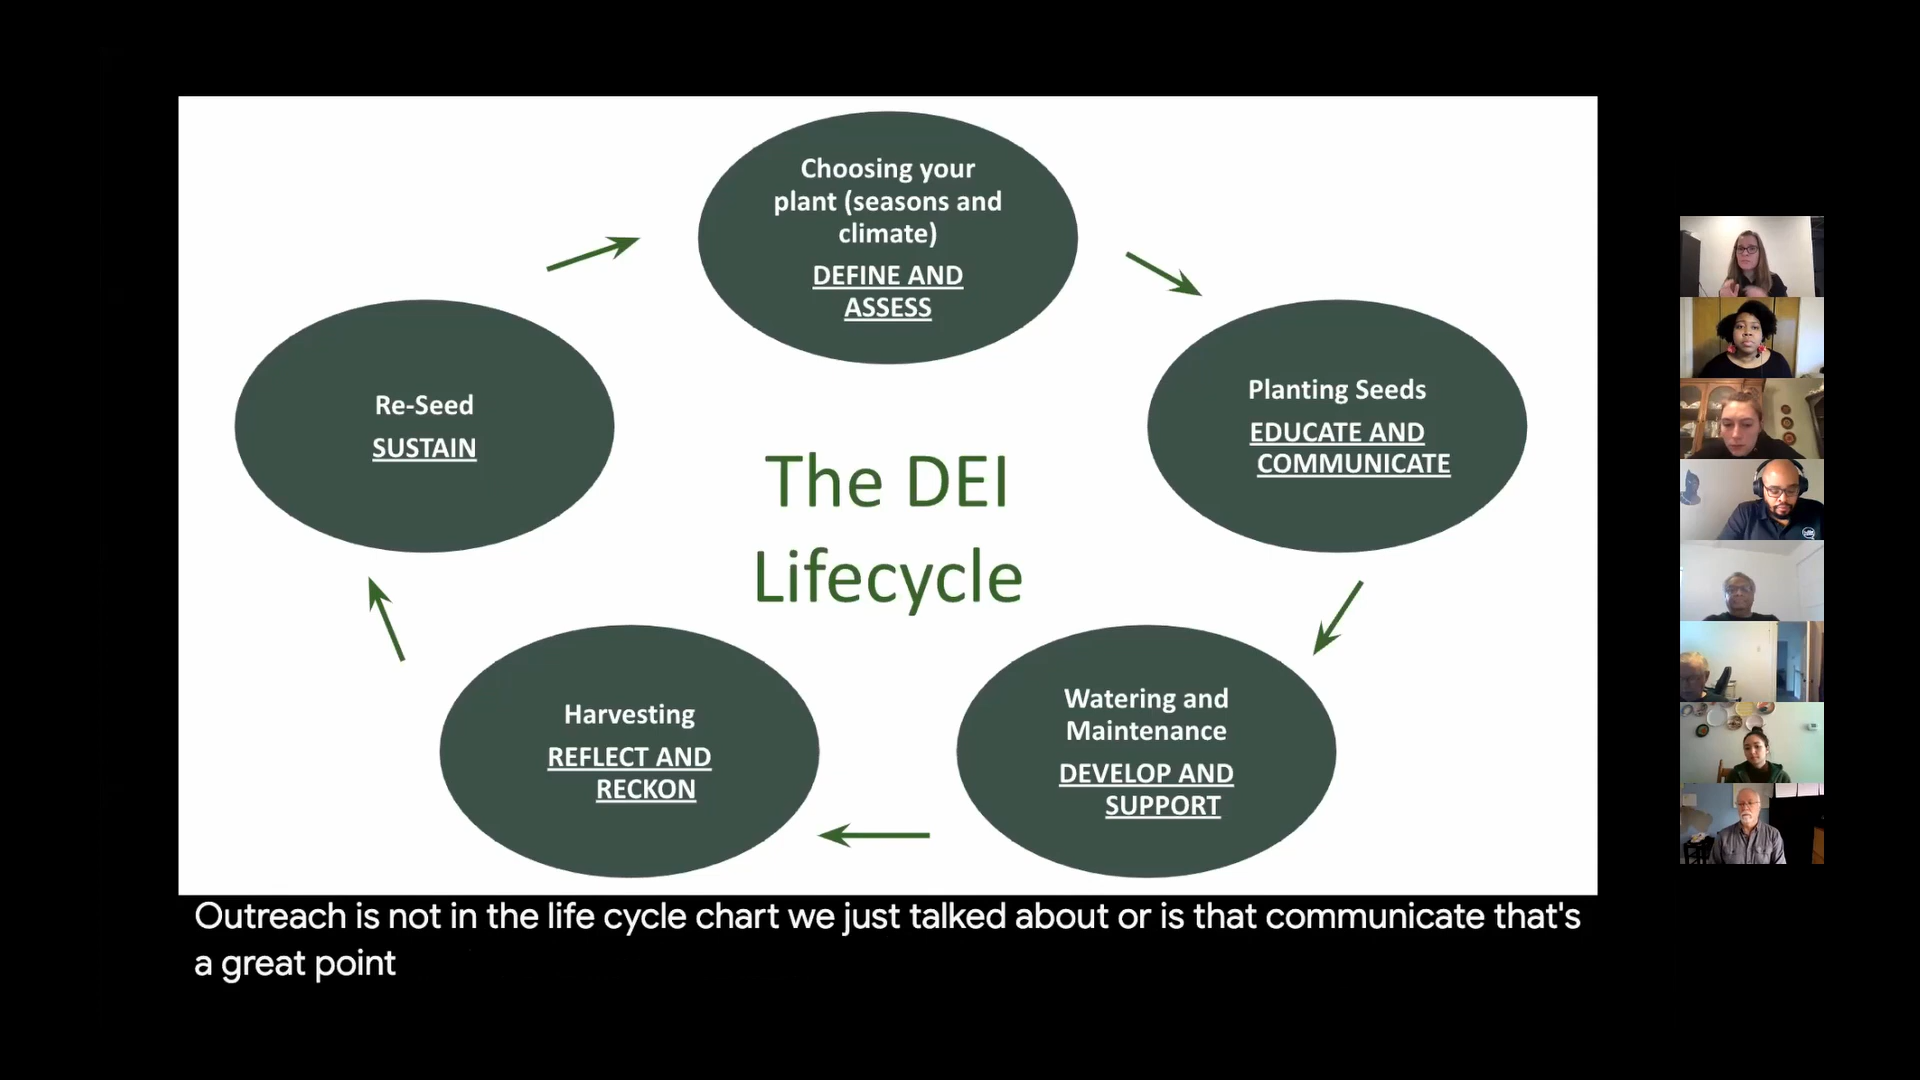 Choosing your
plant (seasons and
climate)
DEFINE AND
ASSESS
Planting Seeds
EDUCATE AND
COMMUNICATE
Watering and
Maintenance
DEVELOP AND
SUPPORT
Harvesting
REFLECT AND
RECKON
Re-Seed
SUSTAIN
The DEI
Lifecycle
Outreach is not in the life cycle chart we just talked about or is that communicate that's
a great point